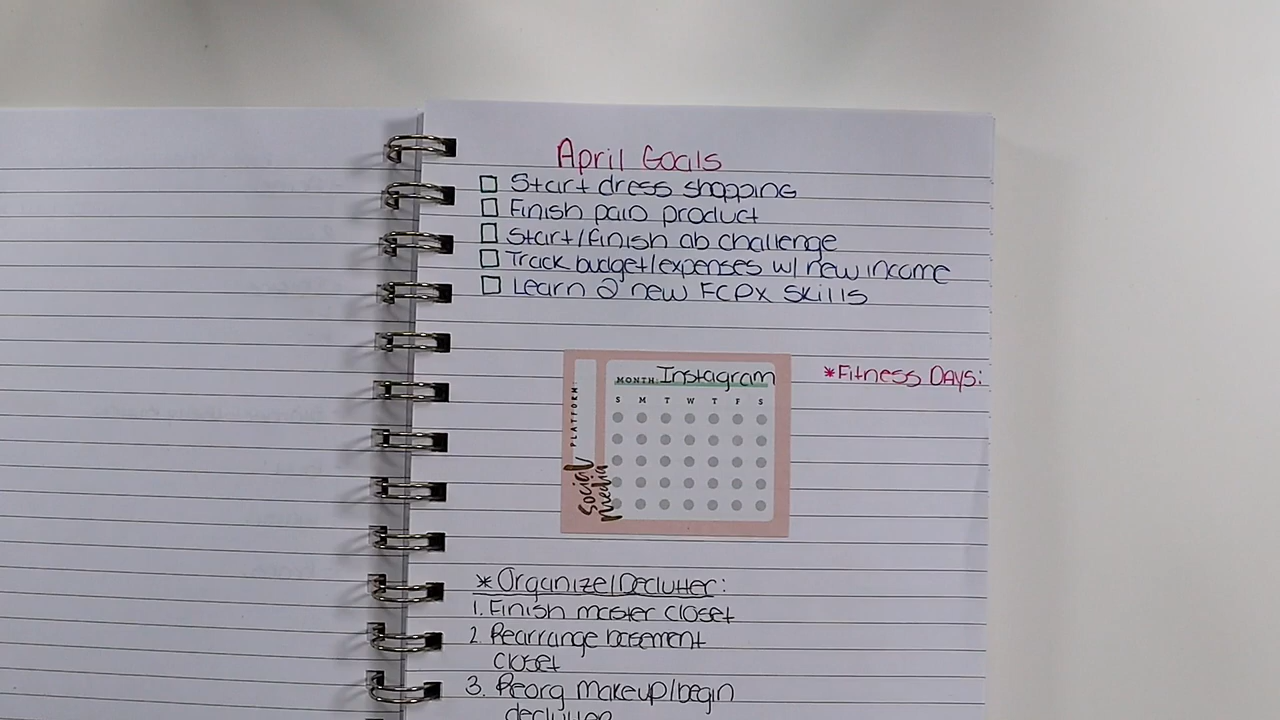 April Goals
Start dress shopping
Finish paid product
Start/finish ab challenge
Track budget/expenses w/ new income
Learn 2 new FCPX skills
MONTH: Instagram
S M T W T F S
PLATFORM:
Social Media
*Fitness Days:
*Organize/Declutter:
1. Finish master closet
2. Rearrange basement
closet
3. Reorg makeup/begin
declutter